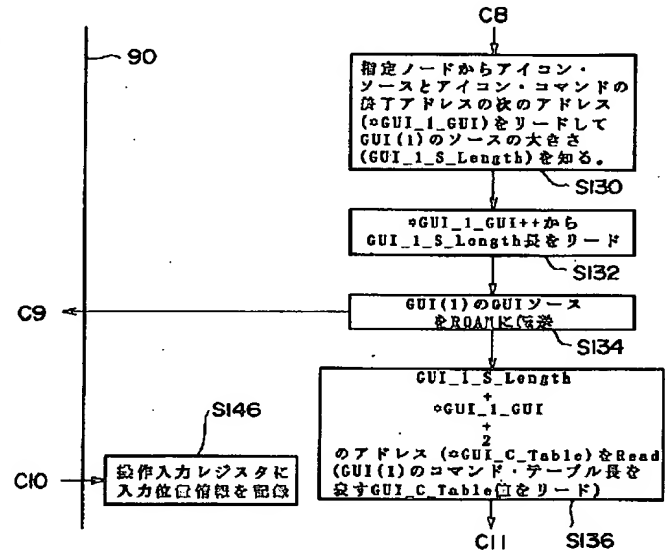 C8
90
指定ノードからアイコン・
ソースとアイコン・コマンドの
終了アドレスの次のアドレス
(*GUI_1_GUI)をリードして
GUI(1)のソースの大きさ
(GUI_1_S_Length)を知る。
S130
*GUI_1_GUI++から
GUI_1_S_Length長をリード
S132
C9
GUI(1)のGUIソース
をROAMに伝送
S134
GUI_1_S_Length
+
*GUI_1_GUI
+
2
のアドレス(*GUI_C_Table)をRead
(GUI(1)のコマンド・テーブル長を
表すGUI_C_Table値をリード)
S136
S146
C10
操作入力レジスタに
入力位置情報を記録
C11